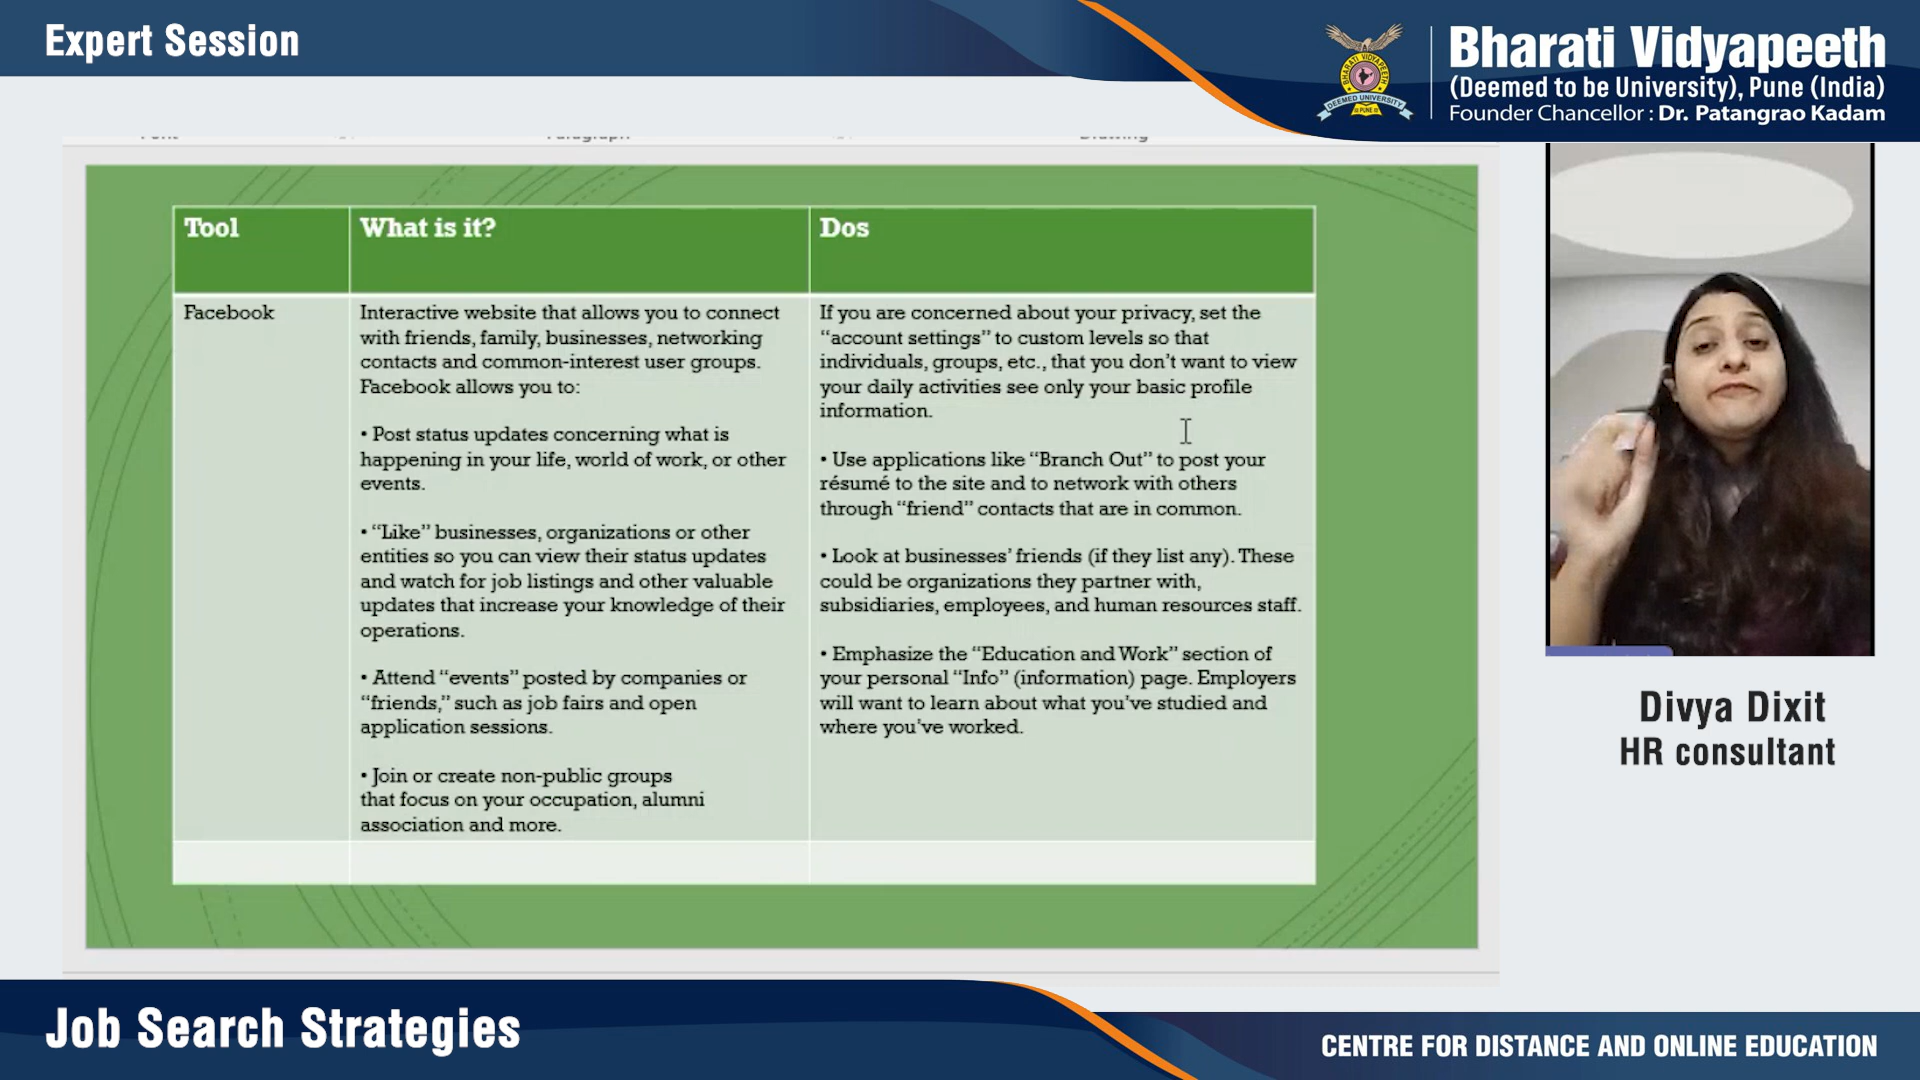 Expert Session
Bharati Vidyapeeth
(Deemed to be University), Pune (India)
Founder Chancellor : Dr. Patangrao Kadam
BHARATI VIDYAPEETH
DEEMED UNIVERSITY
PUNE
Font
Paragraph
Drawing
Tool
What is it?
Dos
Facebook
Interactive website that allows you to connect
with friends, family, businesses, networking
contacts and common-interest user groups.
Facebook allows you to:
• Post status updates concerning what is
happening in your life, world of work, or other
events.
• “Like” businesses, organizations or other
entities so you can view their status updates
and watch for job listings and other valuable
updates that increase your knowledge of their
operations.
• Attend “events” posted by companies or
“friends,” such as job fairs and open
application sessions.
• Join or create non-public groups
that focus on your occupation, alumni
association and more.
If you are concerned about your privacy, set the
“account settings” to custom levels so that
individuals, groups, etc., that you don’t want to view
your daily activities see only your basic profile
information.
• Use applications like “Branch Out” to post your
résumé to the site and to network with others
through “friend” contacts that are in common.
• Look at businesses’ friends (if they list any). These
could be organizations they partner with,
subsidiaries, employees, and human resources staff.
• Emphasize the “Education and Work” section of
your personal “Info” (information) page. Employers
will want to learn about what you’ve studied and
where you’ve worked.
Divya Dixit
HR consultant
Job Search Strategies
CENTRE FOR DISTANCE AND ONLINE EDUCATION